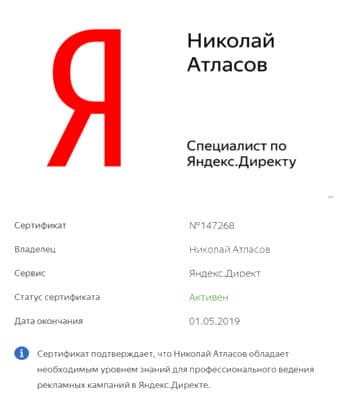 Я
Николай
Атласов
Специалист по
Яндекс.Директу
Сертификат №147268
Владелец Николай Атласов
Сервис Яндекс.Директ
Статус сертификата Активен
Дата окончания 01.05.2019
Сертификат подтверждает, что Николай Атласов обладает
необходимым уровнем знаний для профессионального ведения
рекламных кампаний в Яндекс.Директе.